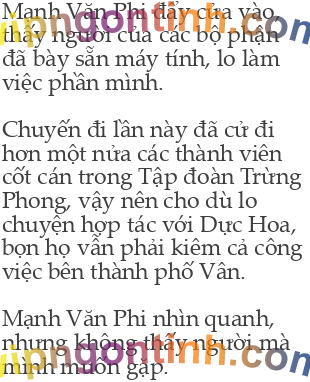 Mạnh Văn Phi đẩy cửa vào,
thấy người của các bộ phận
đã bày sẵn máy tính, lo làm
việc phần mình.
Chuyến đi lần này đã cử đi
hơn một nửa các thành viên
cốt cán trong Tập đoàn Trừng
Phong, vậy nên cho dù lo
chuyện hợp tác với Dực Hoa,
bọn họ vẫn phải kiêm cả công
việc bên thành phố Vân.
Mạnh Văn Phi nhìn quanh,
nhưng không thấy người mà
mình muốn gặp.
vipngontinh.com
vipngontinh.com